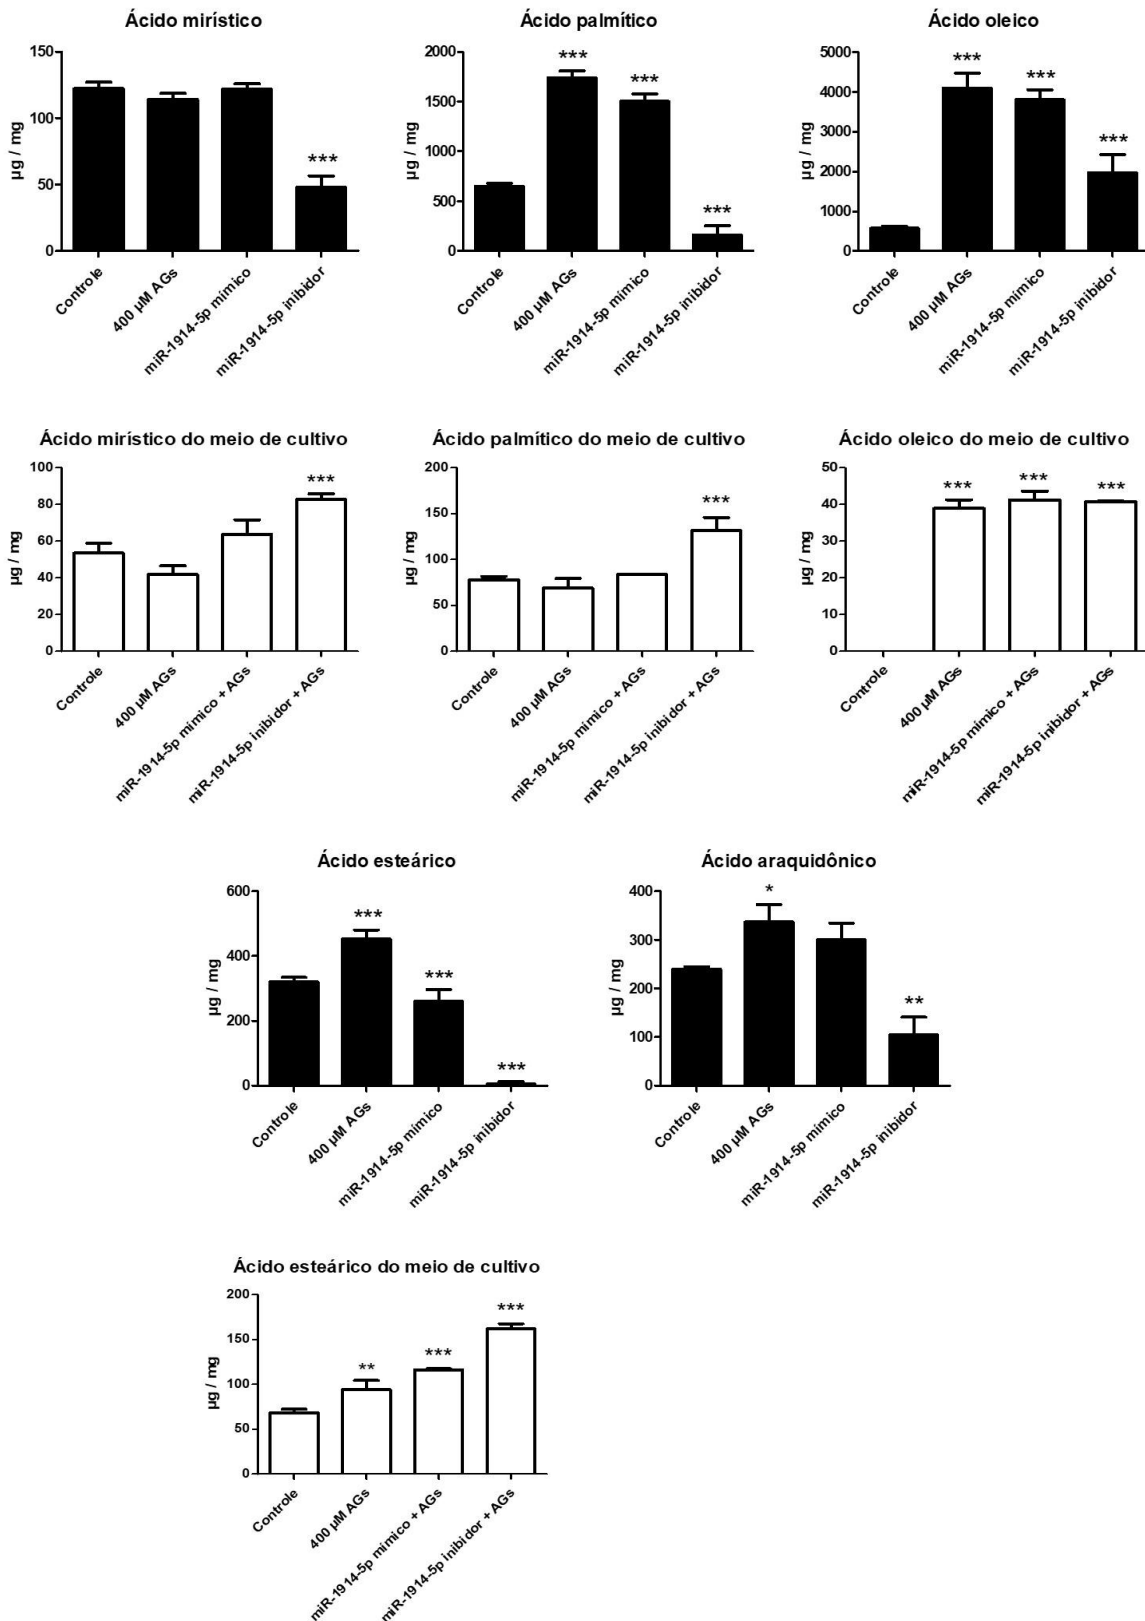 Ácido mirístico
150
100
50
0
µg / mg
***
Controle
400 µM AGs
miR-1914-5p mímico
miR-1914-5p inibidor
Ácido palmítico
2000
1500
1000
500
0
µg / mg
***
***
***
Controle
400 µM AGs
miR-1914-5p mímico
miR-1914-5p inibidor
Ácido oleico
5000
4000
3000
2000
1000
0
µg / mg
***
***
***
Controle
400 µM AGs
miR-1914-5p mímico
miR-1914-5p inibidor
Ácido mirístico do meio de cultivo
100
80
60
40
20
0
µg / mg
***
Controle
400 µM AGs
miR-1914-5p mímico + AGs
miR-1914-5p inibidor + AGs
Ácido palmítico do meio de cultivo
200
150
100
50
0
µg / mg
***
Controle
400 µM AGs
miR-1914-5p mímico + AGs
miR-1914-5p inibidor + AGs
Ácido oleico do meio de cultivo
50
40
30
20
10
0
µg / mg
***
***
***
Controle
400 µM AGs
miR-1914-5p mímico + AGs
miR-1914-5p inibidor + AGs
Ácido esteárico
600
400
200
0
µg / mg
***
***
***
Controle
400 µM AGs
miR-1914-5p mímico
miR-1914-5p inibidor
Ácido araquidônico
400
300
200
100
0
µg / mg
*
**
Controle
400 µM AGs
miR-1914-5p mímico
miR-1914-5p inibidor
Ácido esteárico do meio de cultivo
200
150
100
50
0
µg / mg
**
***
***
Controle
400 µM AGs
miR-1914-5p mímico + AGs
miR-1914-5p inibidor + AGs